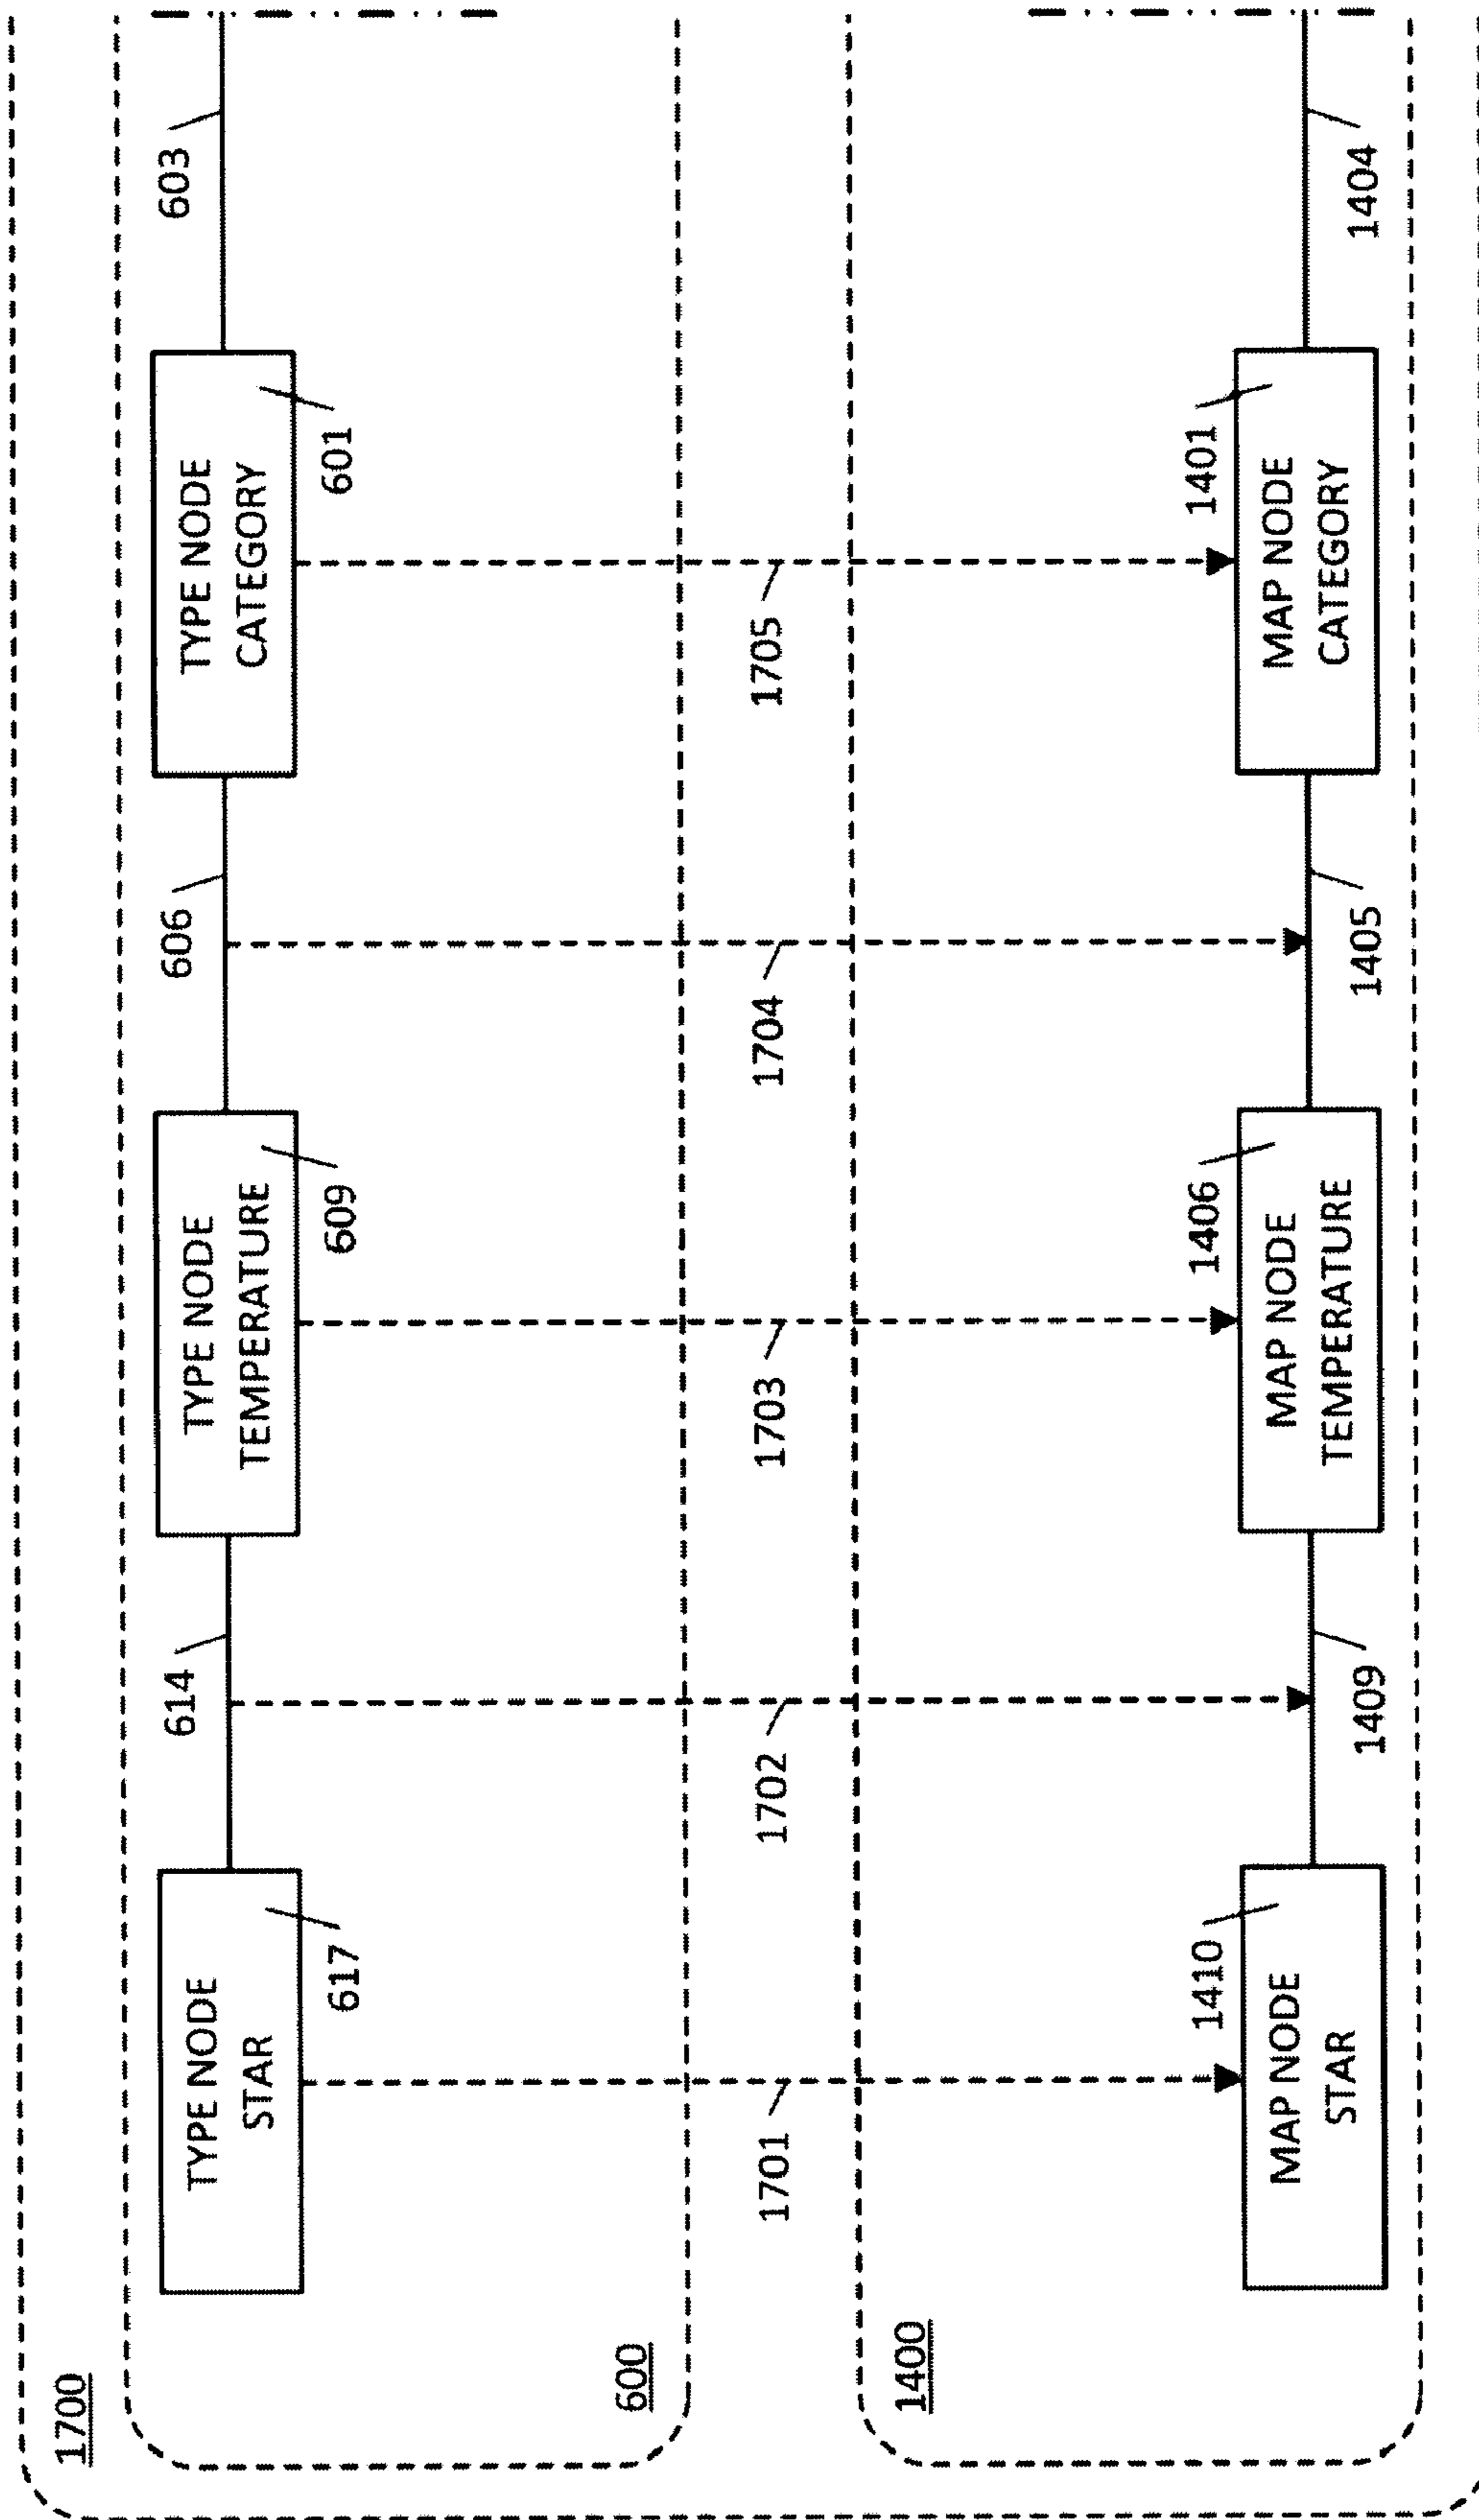 1700
TYPE NODE
STAR
617
614
TYPE NODE
TEMPERATURE
609
606
TYPE NODE
CATEGORY
601
603
600
1701
1702
1703
1704
1705
1400
1410
MAP NODE
STAR
1409
1406
MAP NODE
TEMPERATURE
1405
1401
MAP NODE
CATEGORY
1404